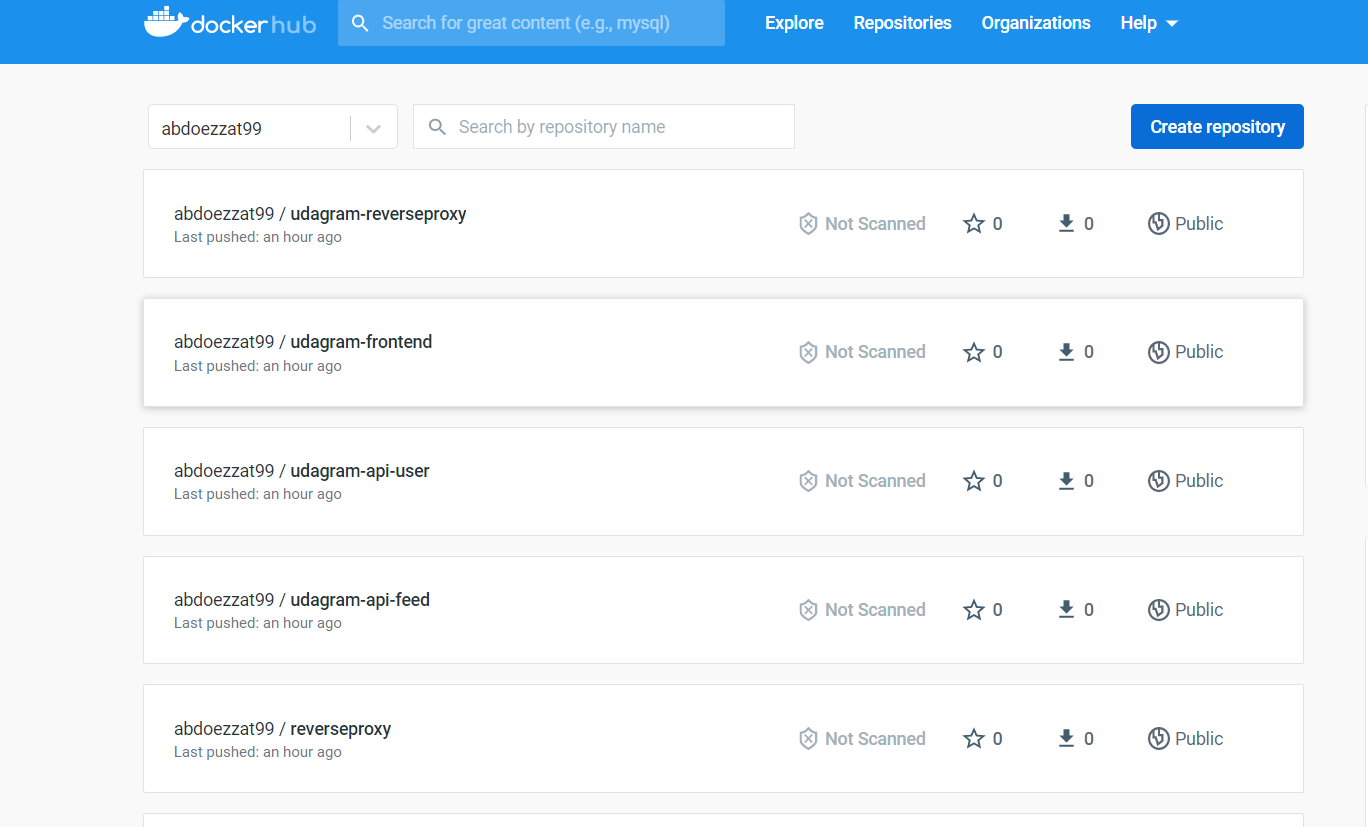 docker hub
Search for great content (e.g., mysql)
Explore
Repositories
Organizations
Help
abdoezzat99
Search by repository name
Create repository
abdoezzat99 / udagram-reverseproxy
Last pushed: an hour ago
Not Scanned
0
0
Public
abdoezzat99 / udagram-frontend
Last pushed: an hour ago
Not Scanned
0
0
Public
abdoezzat99 / udagram-api-user
Last pushed: an hour ago
Not Scanned
0
0
Public
abdoezzat99 / udagram-api-feed
Last pushed: an hour ago
Not Scanned
0
0
Public
abdoezzat99 / reverseproxy
Last pushed: an hour ago
Not Scanned
0
0
Public